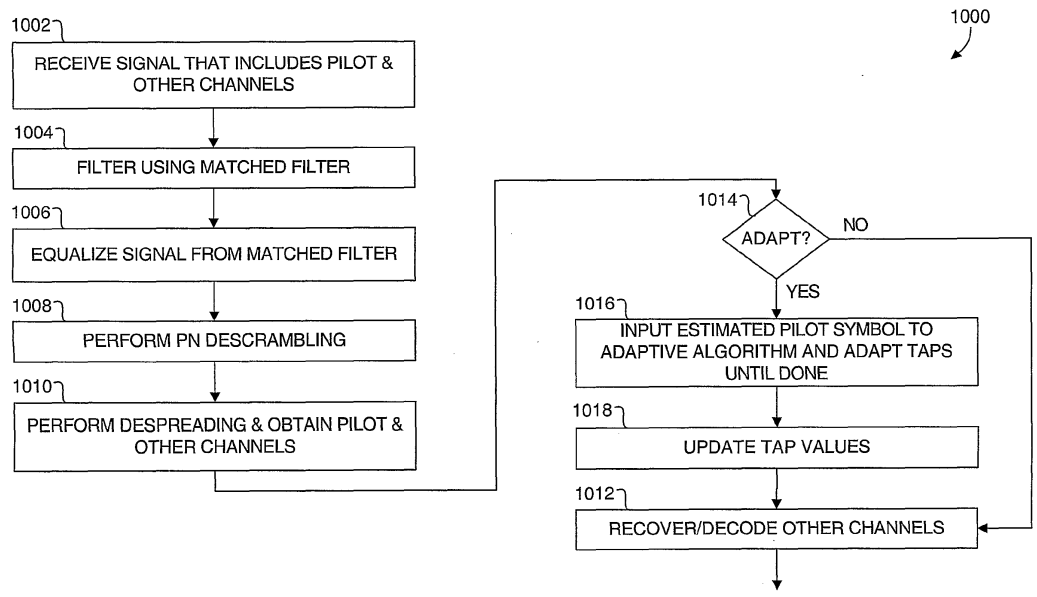 1000
1002
RECEIVE SIGNAL THAT INCLUDES PILOT &
OTHER CHANNELS
1004
FILTER USING MATCHED FILTER
1006
EQUALIZE SIGNAL FROM MATCHED FILTER
1008
PERFORM PN DESCRAMBLING
1010
PERFORM DESPREADING & OBTAIN PILOT &
OTHER CHANNELS
1014
ADAPT?
NO
YES
1016
INPUT ESTIMATED PILOT SYMBOL TO
ADAPTIVE ALGORITHM AND ADAPT TAPS
UNTIL DONE
1018
UPDATE TAP VALUES
1012
RECOVER/DECODE OTHER CHANNELS